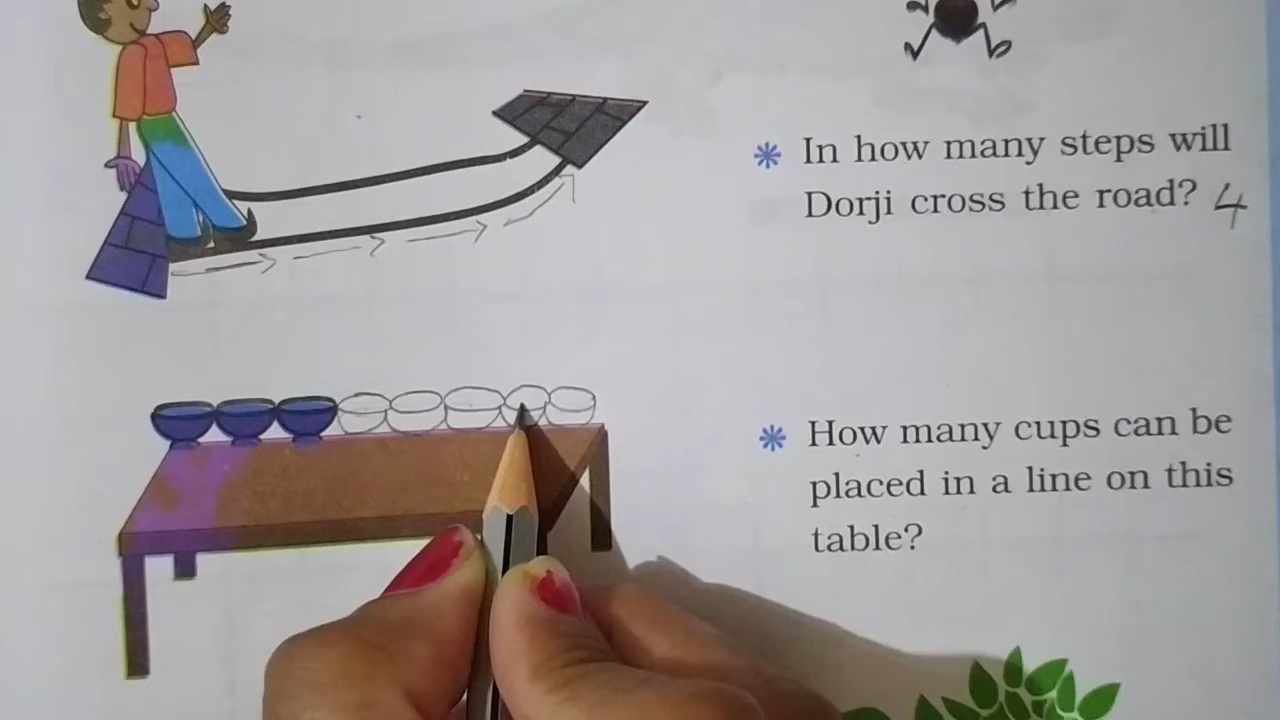 * In how many steps will
Dorji cross the road? 4
* How many cups can be
placed in a line on this
table?